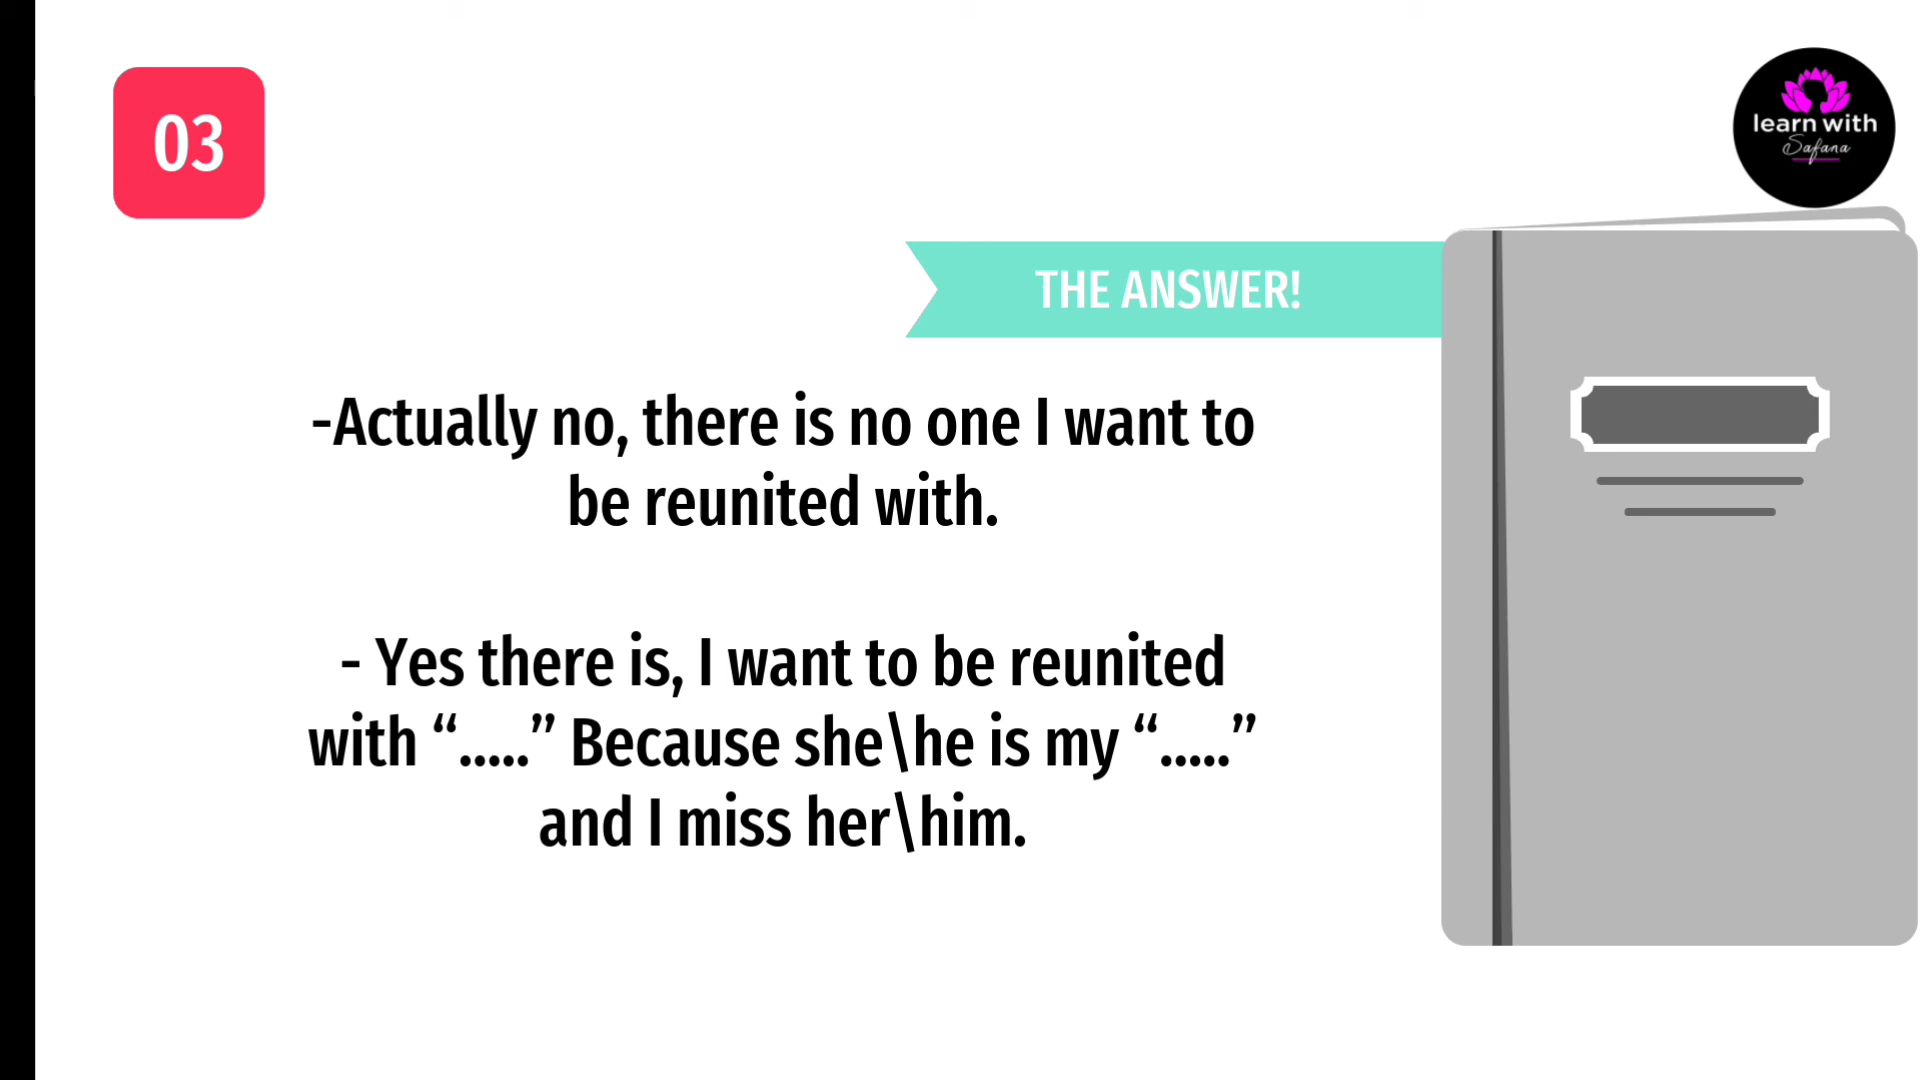 03
learn with
Safana
THE ANSWER!
-Actually no, there is no one I want to
be reunited with.
- Yes there is, I want to be reunited
with “.....” Because she\he is my “.....”
and I miss her\him.